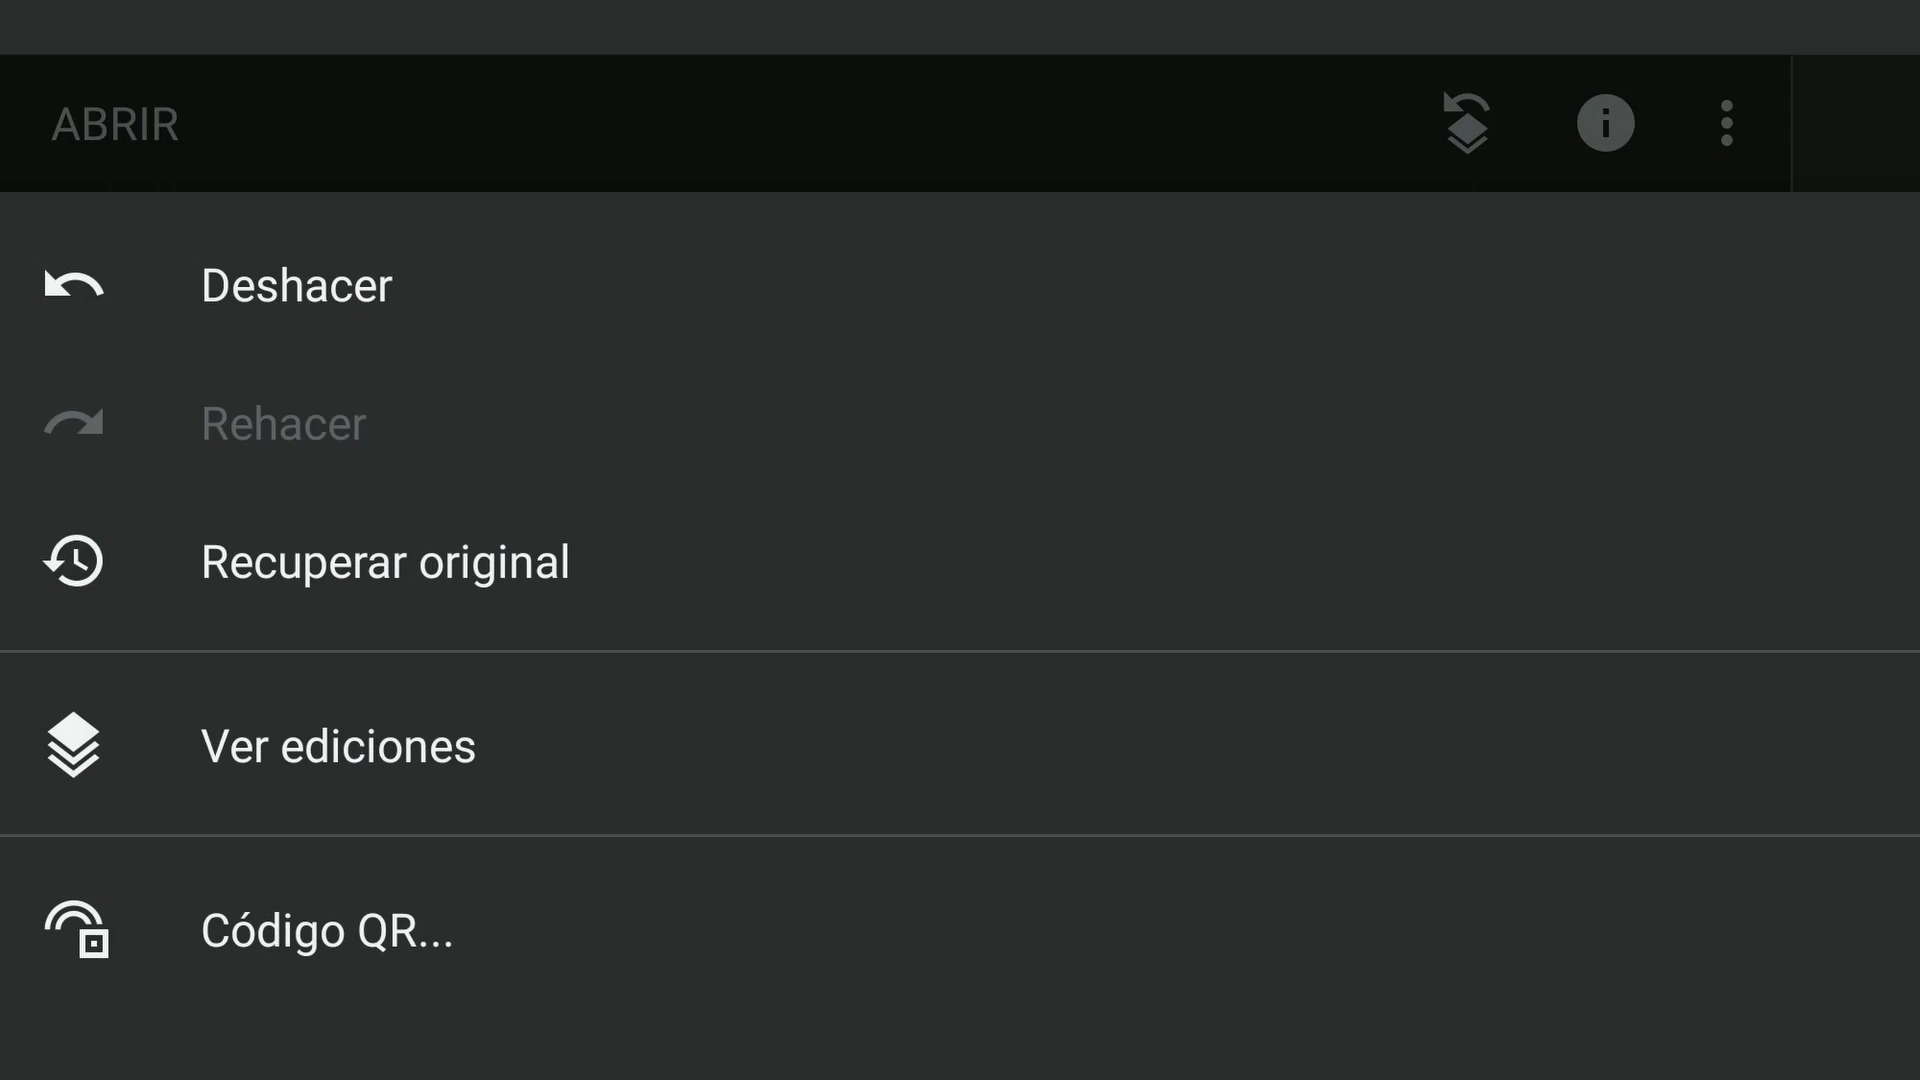 ABRIR
Deshacer
Rehacer
Recuperar original
Ver ediciones
Código QR...